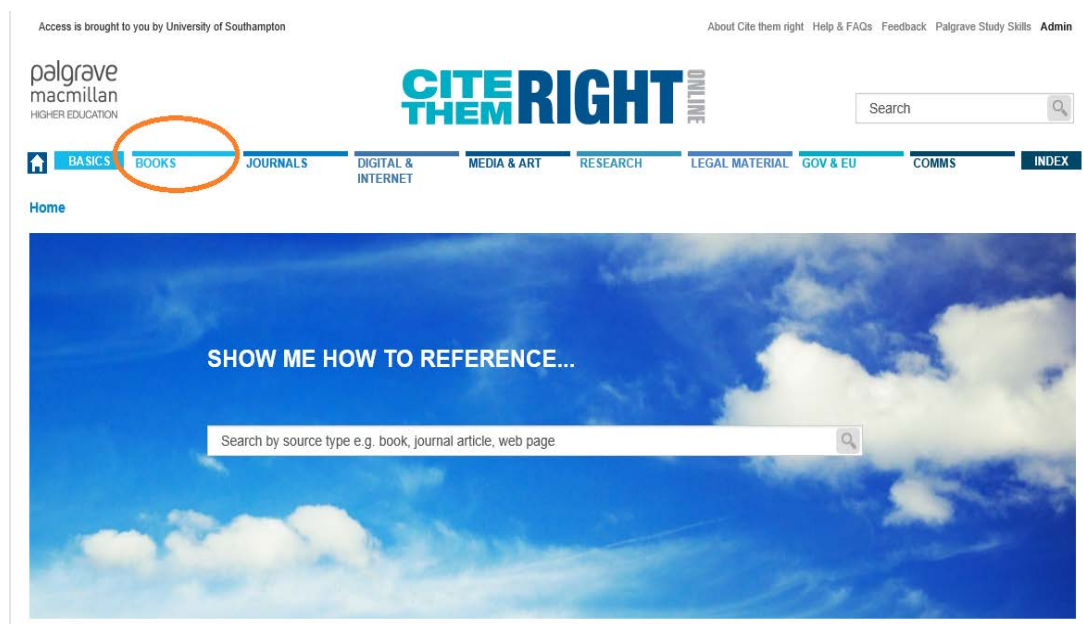 Access is brought to you by University of Southampton
About Cite them right Help & FAQs Feedback Palgrave Study Skills Admin
palgrave
macmillan
HIGHER EDUCATION
CITE
THEM RIGHT ONLINE
Search
BASICS BOOKS JOURNALS DIGITAL & INTERNET MEDIA & ART RESEARCH LEGAL MATERIAL GOV & EU COMMS INDEX
Home
SHOW ME HOW TO REFERENCE...
Search by source type e.g. book, journal article, web page